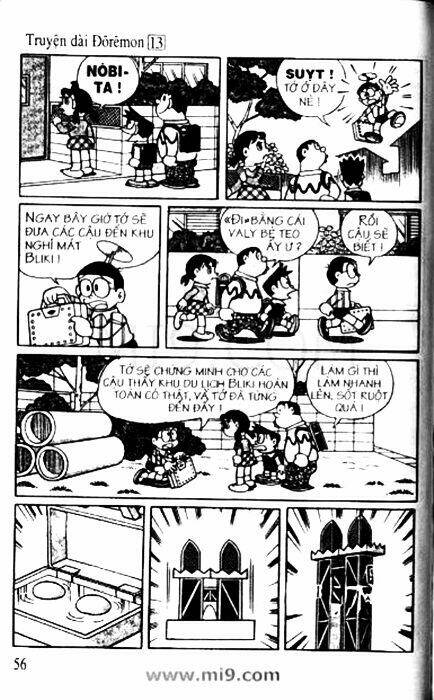 Truyện dài Đôrêmon 13
NÔBI-
TA !
SUỴT !
TỚ Ở ĐÂY
NÈ !
NGAY BÂY GIỜ TỚ SẼ
ĐƯA CÁC CẬU ĐẾN KHU
NGHỈ MÁT
BLIKI !
«ĐI» BẰNG CÁI
VALY BÉ TEO
ẤY Ư ?
RỒI
CẬU SẼ
BIẾT !
TỚ SẼ CHỨNG MINH CHO CÁC
CẬU THẤY KHU DU LỊCH BLIKI HOÀN
TOÀN CÓ THẬT, VÀ TỚ ĐÃ TỪNG
ĐẾN ĐẤY !
LÀM GÌ THÌ
LÀM NHANH
LÊN, SỐT RUỘT
QUÁ !
56
www.mi9.com